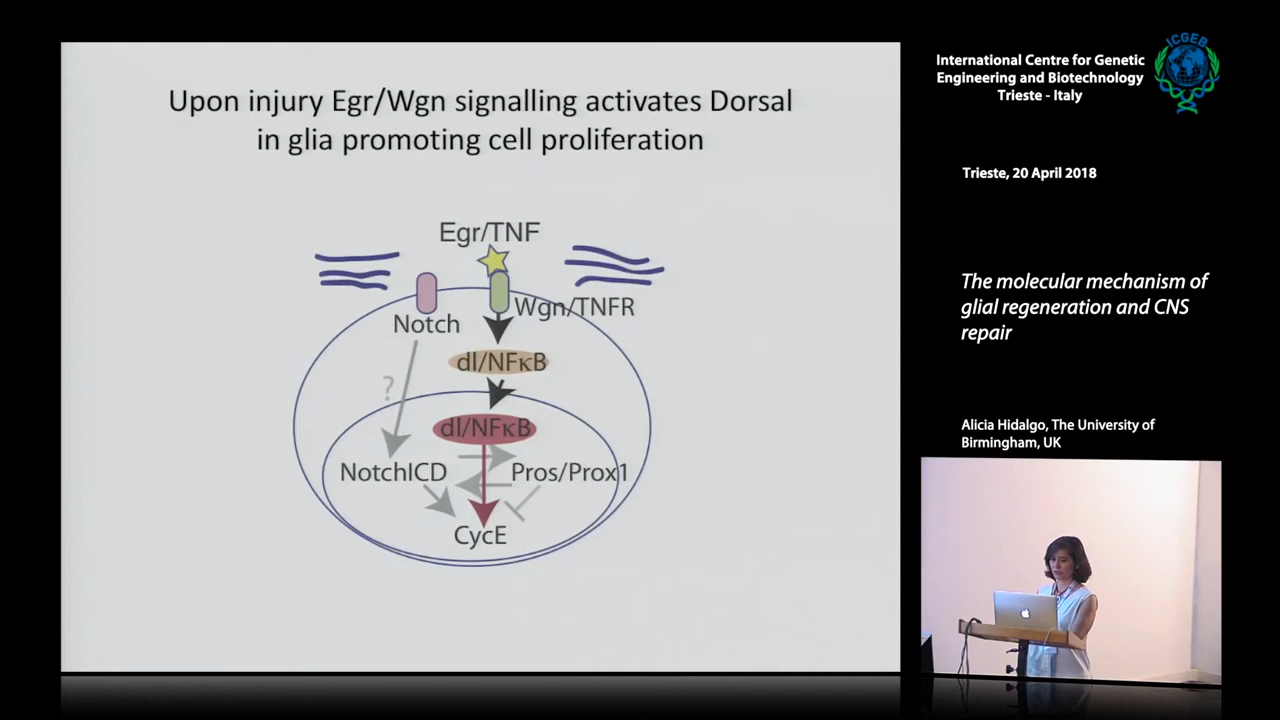 Upon injury Egr/Wgn signalling activates Dorsal
in glia promoting cell proliferation
Egr/TNF
Wgn/TNFR
Notch
dl/NFκB
?
dl/NFκB
NotchICD
Pros/Prox1
CycE
ICGEB
International Centre for Genetic
Engineering and Biotechnology
Trieste - Italy
Trieste, 20 April 2018
The molecular mechanism of
glial regeneration and CNS
repair
Alicia Hidalgo, The University of
Birmingham, UK